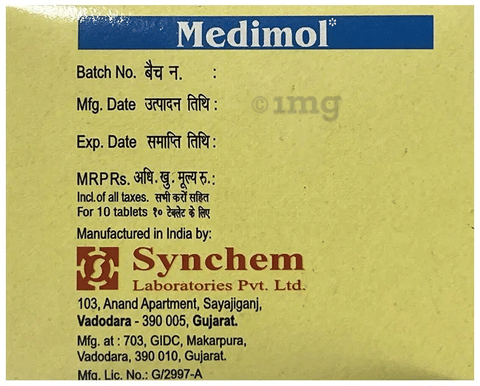 Medimol*
Batch No. बैच न. :
Mfg. Date उत्पादन तिथि :
©1mg
Exp. Date समाप्ति तिथि :
MRPRs. अधि.खु.मूल्य रु.:
Incl.of all taxes. सभी करों सहित
For 10 tablets १० टेबलेट के लिए
Manufactured in India by:
Synchem
Laboratories Pvt. Ltd.
103, Anand Apartment, Sayajiganj,
Vadodara - 390 005, Gujarat.
Mfg. at : 703, GIDC, Makarpura,
Vadodara, 390 010, Gujarat.
Mfg. Lic. No.: G/2997-A